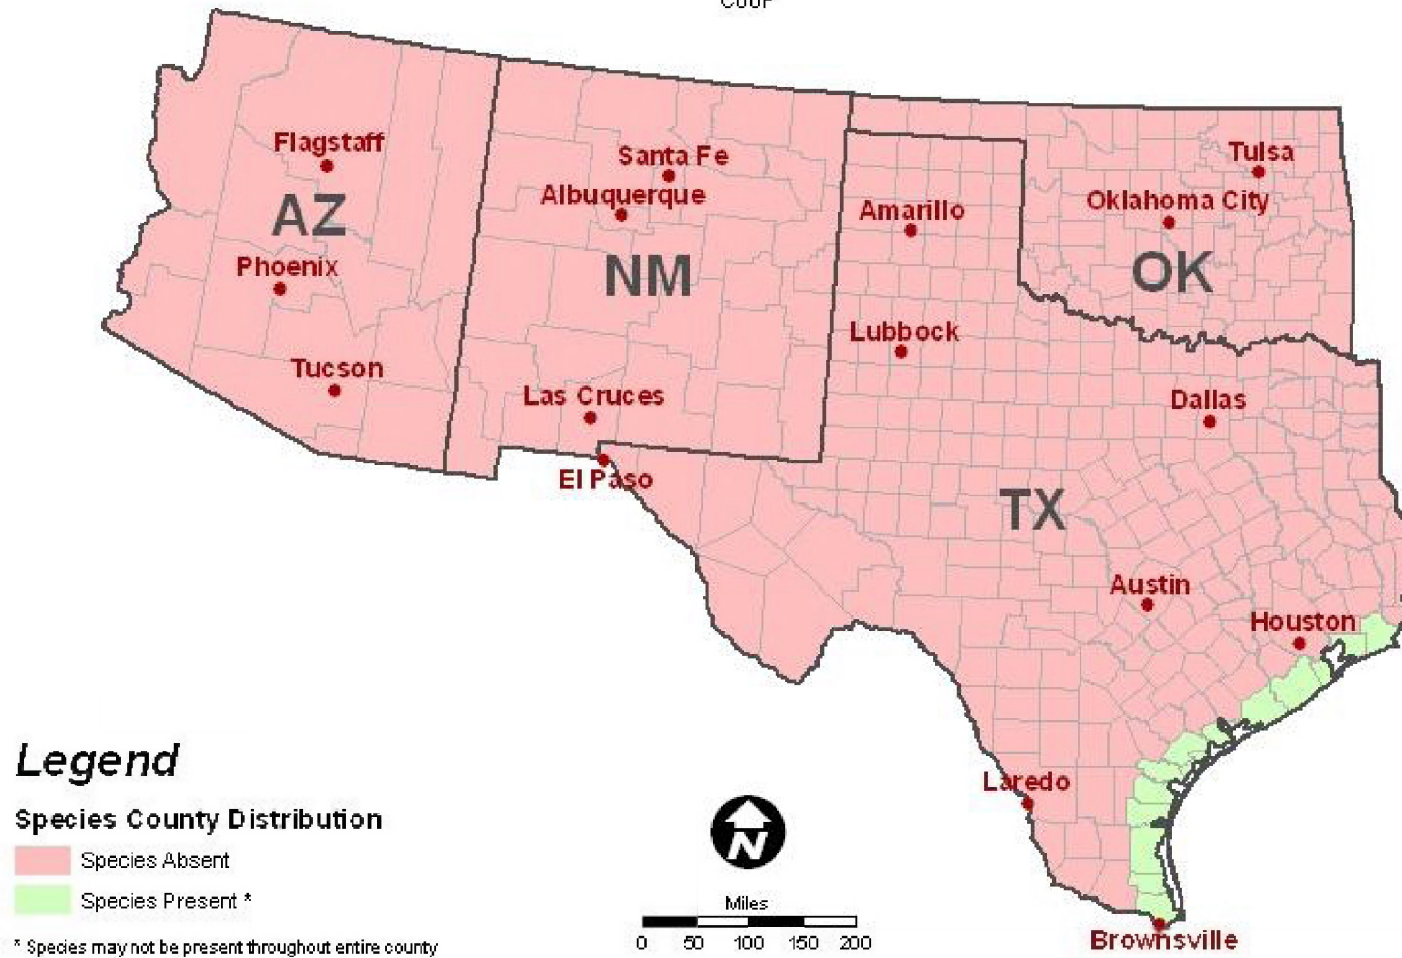 Flagstaff
Santa Fe
Tulsa
Albuquerque
Oklahoma City
AZ
Amarillo
Phoenix
NM
OK
Lubbock
Tucson
Las Cruces
Dallas
El Paso
TX
Austin
Houston
Legend
Laredo
Species County Distribution
Species Absent
Species Present *
N
Miles
0 50 100 150 200
* Species may not be present throughout entire county
Brownsville